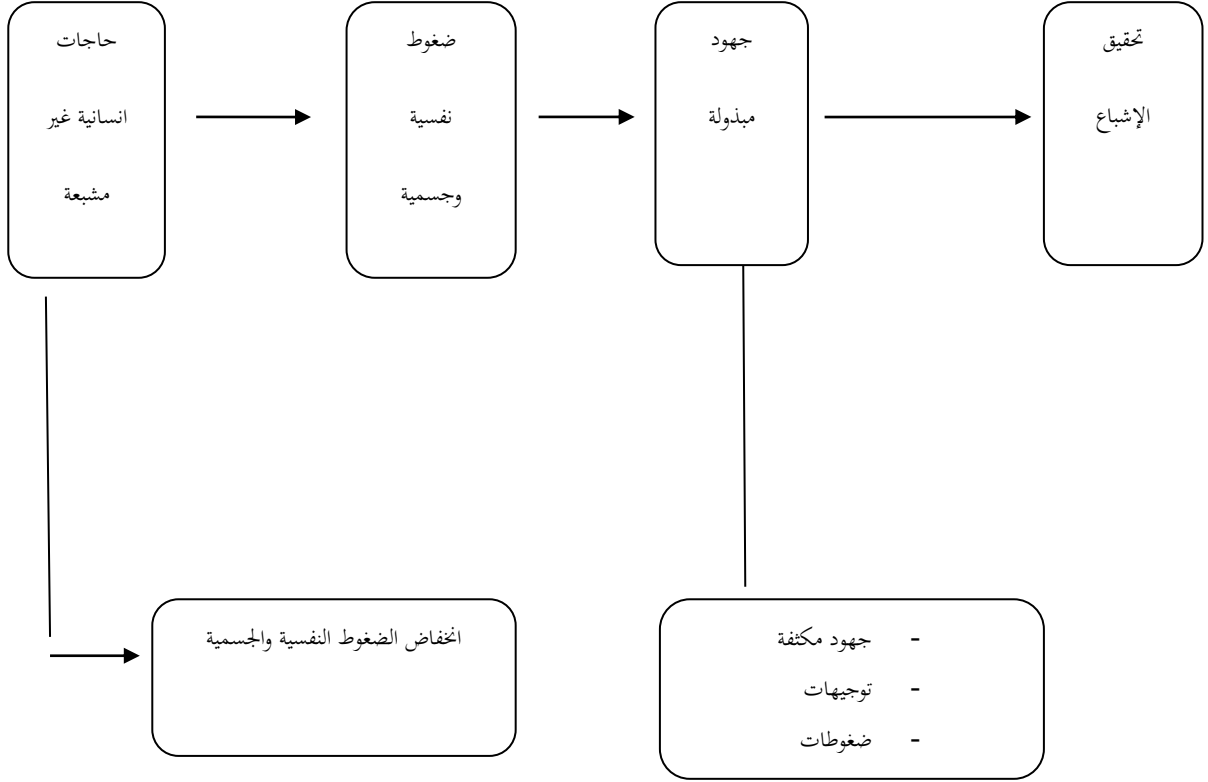 حاجات
انسانية غير
مشبعة
ضغوط
نفسية
وجسمية
جهود
مبذولة
تحقيق
الإشباع
انخفاض الضغوط النفسية والجسمية
- جهود مكثفة
- توجيهات
- ضغوطات